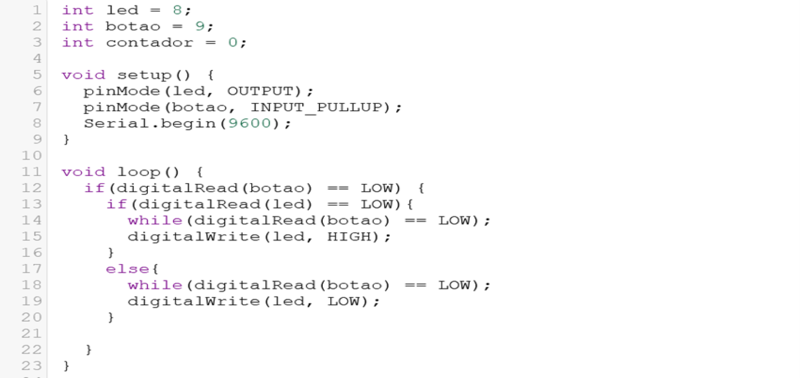 1 int led = 8;
2 int botao = 9;
3 int contador = 0;
4
5 void setup() {
6   pinMode(led, OUTPUT);
7   pinMode(botao, INPUT_PULLUP);
8   Serial.begin(9600);
9 }
10
11 void loop() {
12   if(digitalRead(botao) == LOW) {
13     if(digitalRead(led) == LOW){
14       while(digitalRead(botao) == LOW);
15       digitalWrite(led, HIGH);
16     }
17     else{
18       while(digitalRead(botao) == LOW);
19       digitalWrite(led, LOW);
20     }
21
22   }
23 }